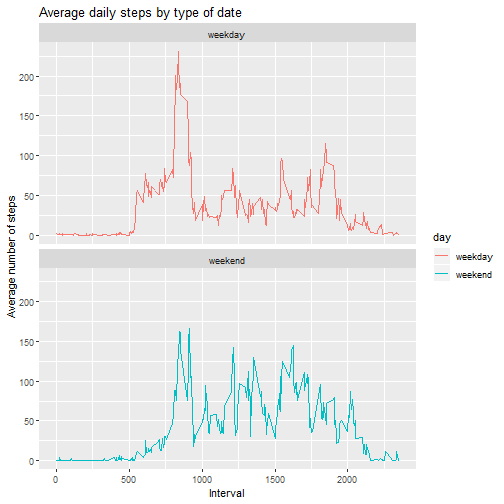 Average daily steps by type of date
weekday
200
150
100
50
0
weekend
200
150
100
50
0
Average number of steps
0 500 1000 1500 2000
Interval
day
weekday
weekend